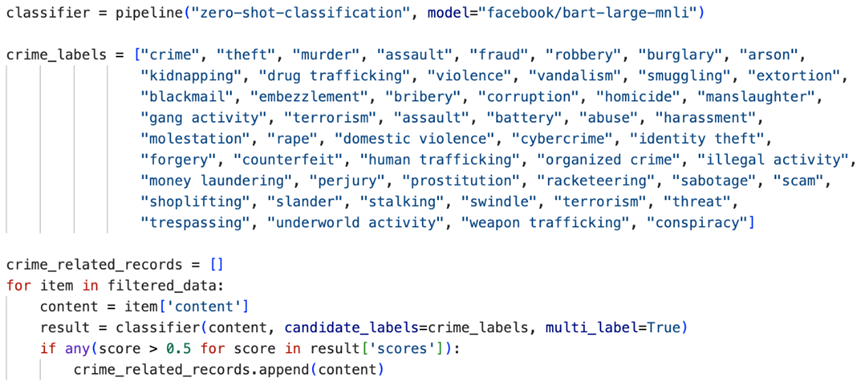 classifier = pipeline("zero-shot-classification", model="facebook/bart-large-mnli")

crime_labels = ["crime", "theft", "murder", "assault", "fraud", "robbery", "burglary", "arson",
                "kidnapping", "drug trafficking", "violence", "vandalism", "smuggling", "extortion",
                "blackmail", "embezzlement", "bribery", "corruption", "homicide", "manslaughter",
                "gang activity", "terrorism", "assault", "battery", "abuse", "harassment",
                "molestation", "rape", "domestic violence", "cybercrime", "identity theft",
                "forgery", "counterfeit", "human trafficking", "organized crime", "illegal activity",
                "money laundering", "perjury", "prostitution", "racketeering", "sabotage", "scam",
                "shoplifting", "slander", "stalking", "swindle", "terrorism", "threat",
                "trespassing", "underworld activity", "weapon trafficking", "conspiracy"]

crime_related_records = []
for item in filtered_data:
    content = item['content']
    result = classifier(content, candidate_labels=crime_labels, multi_label=True)
    if any(score > 0.5 for score in result['scores']):
        crime_related_records.append(content)